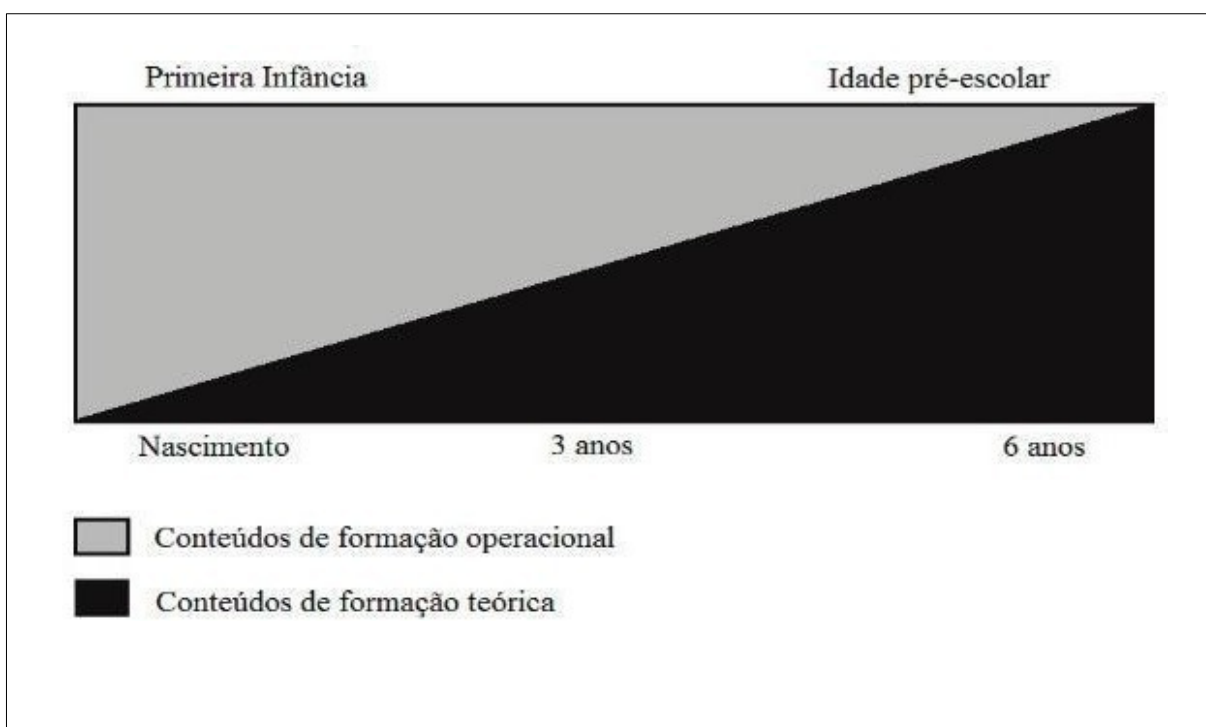 Primeira Infância Idade pré-escolar
Nascimento 3 anos 6 anos
Conteúdos de formação operacional
Conteúdos de formação teórica